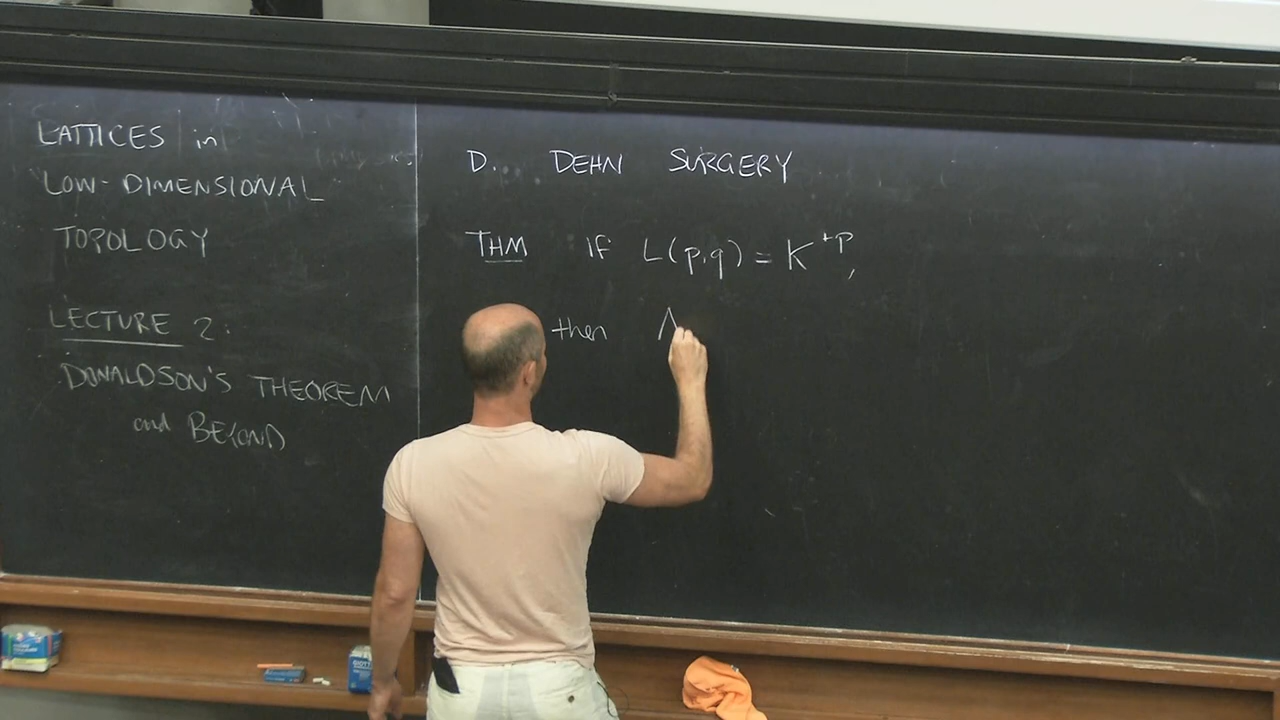 LATTICES in
LOW-DIMENSIONAL
TOPOLOGY
LECTURE 2:
DONALDSON'S THEOREM
and BEYOND
D. DEHN SURGERY
THM IF L(p,q) = K^{+P},
then Λ